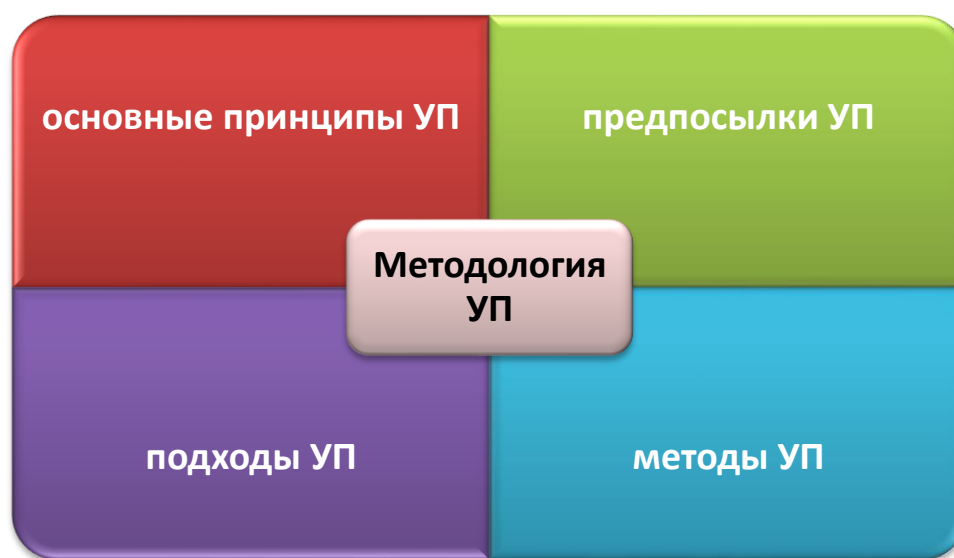 основные принципы УП
предпосылки УП
Методология
УП
подходы УП
методы УП